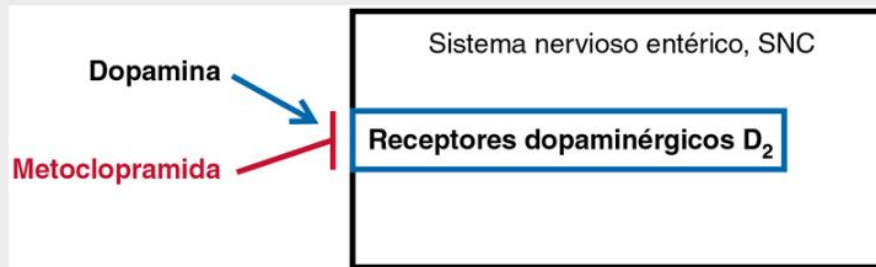 Sistema nervioso entérico, SNC
Dopamina
Receptores dopaminérgicos D₂
Metoclopramida